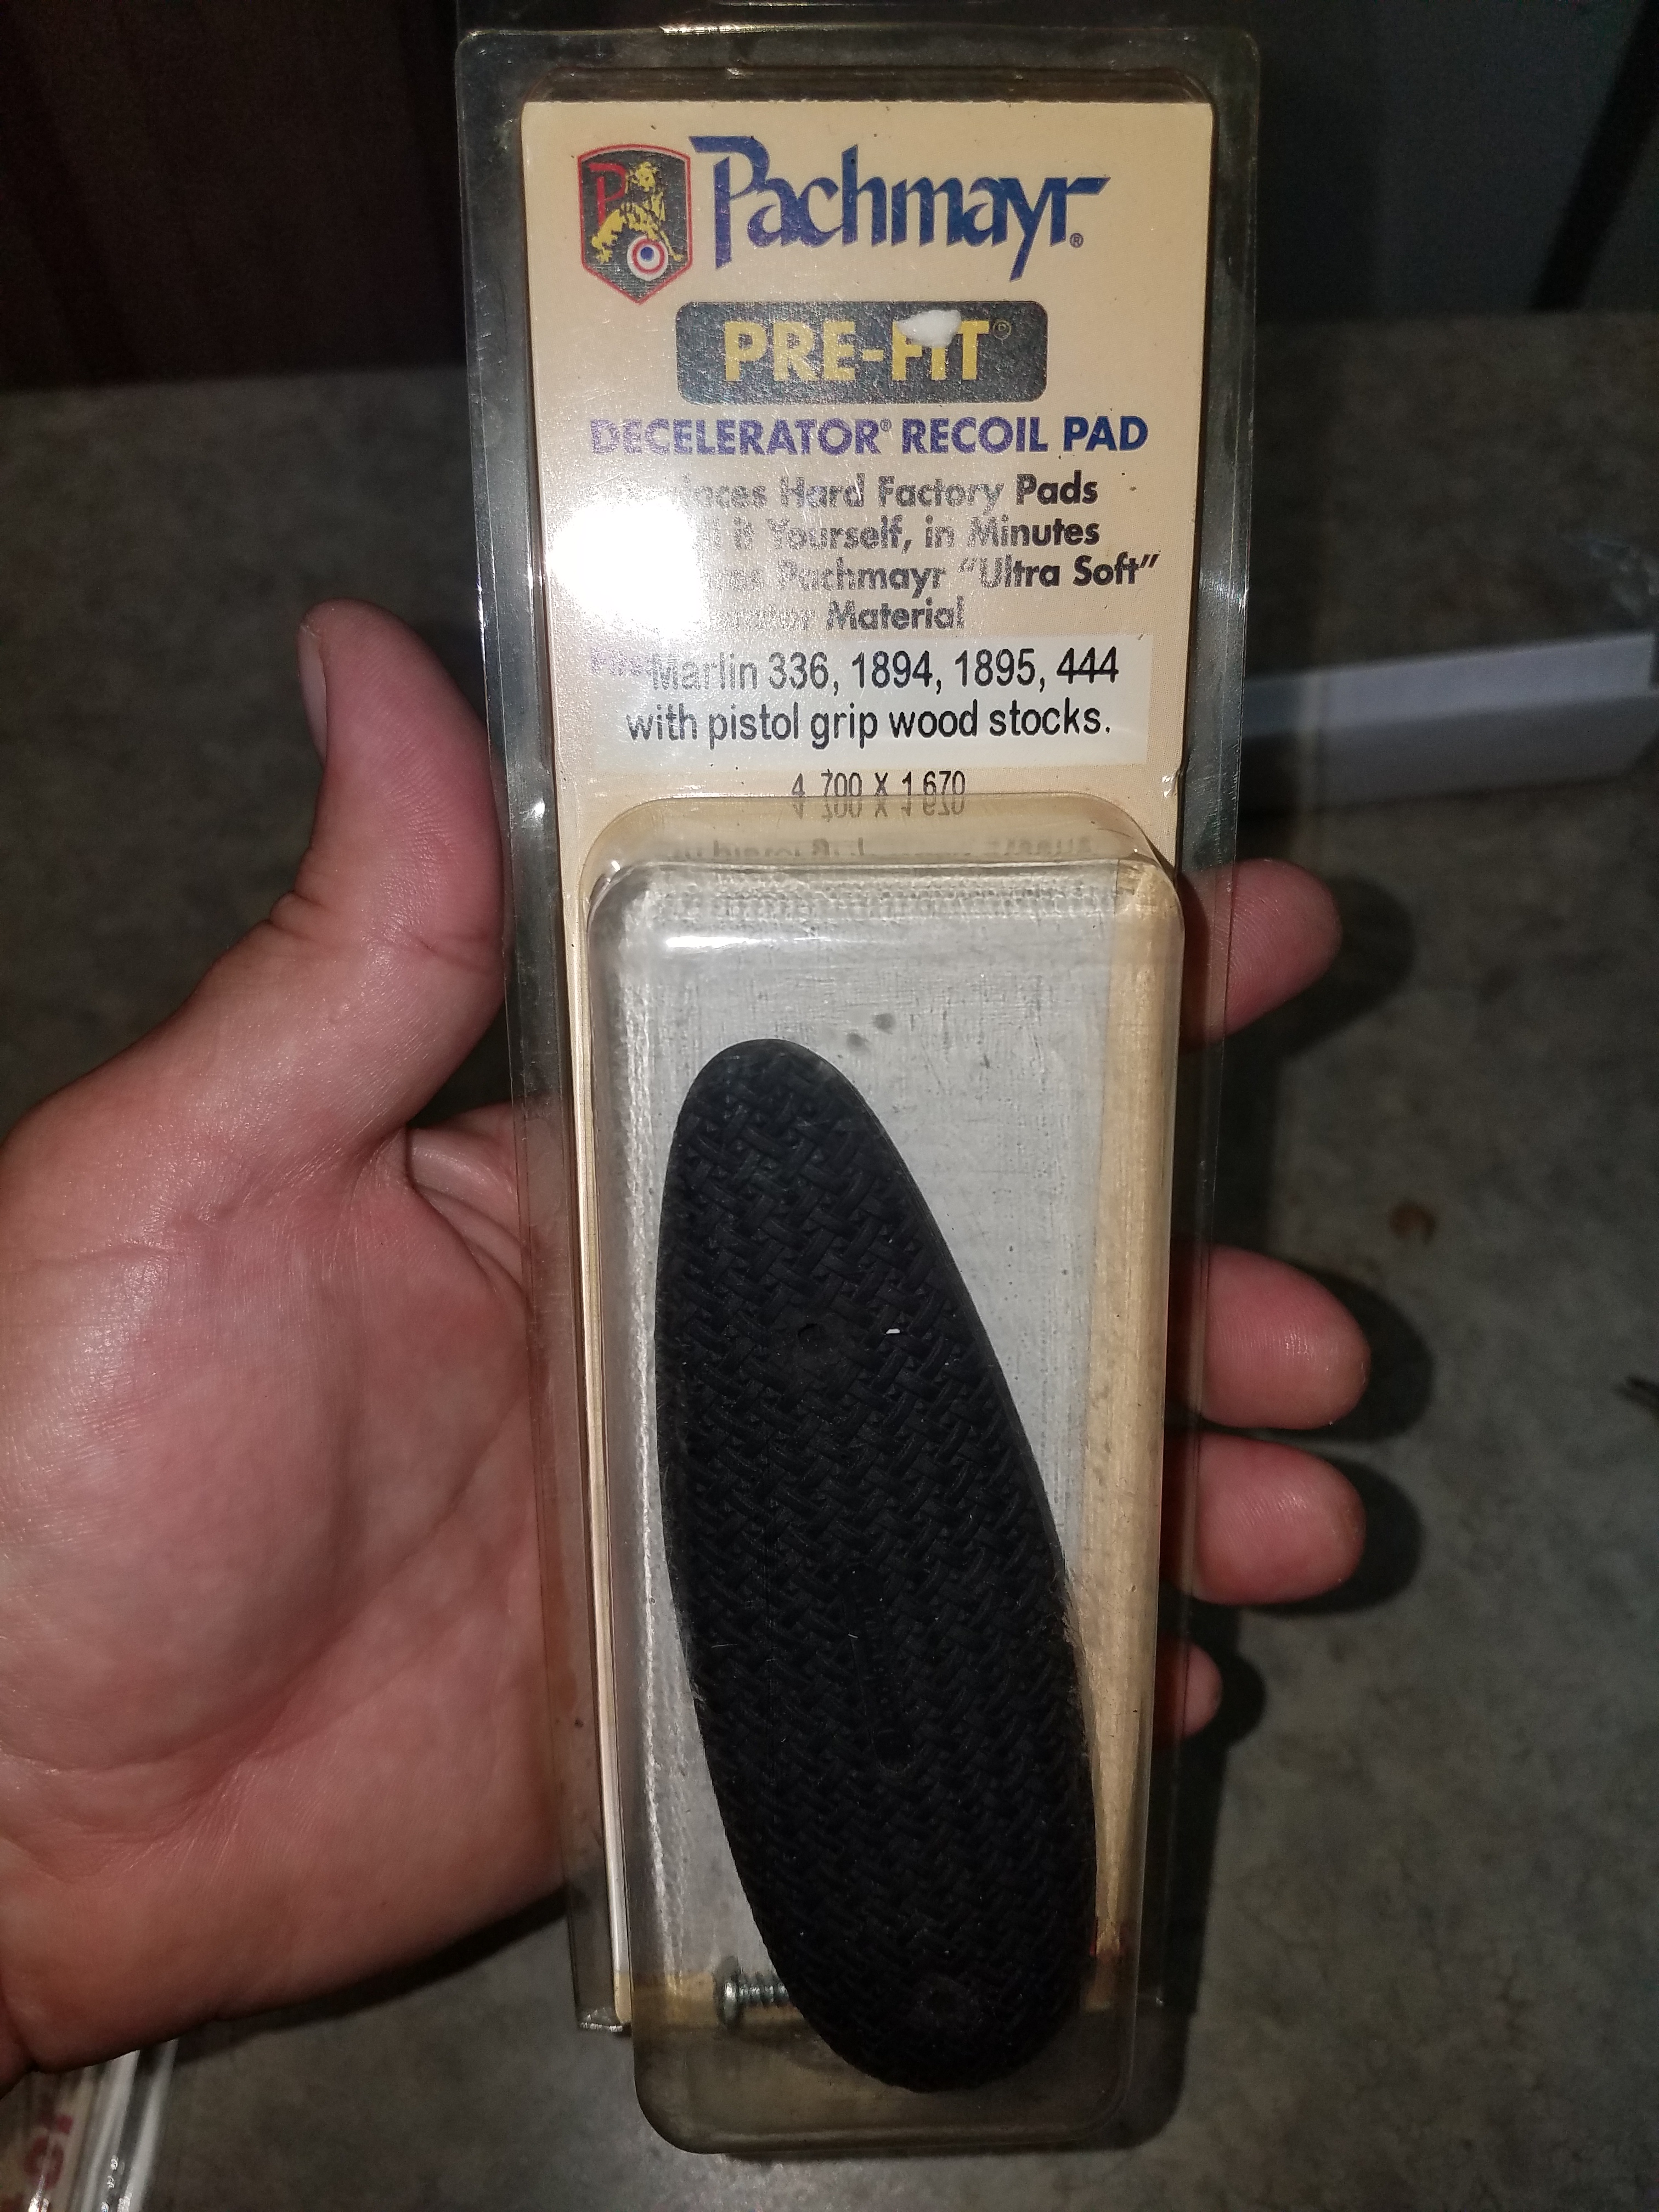 Pachmayr®
PRE-FIT®
DECELERATOR® RECOIL PAD
Hard Factory Pads
it Yourself, in Minutes
Pachmayr “Ultra Soft”
Material
Marlin 336, 1894, 1895, 444
with pistol grip wood stocks.
4.700 X 1.670